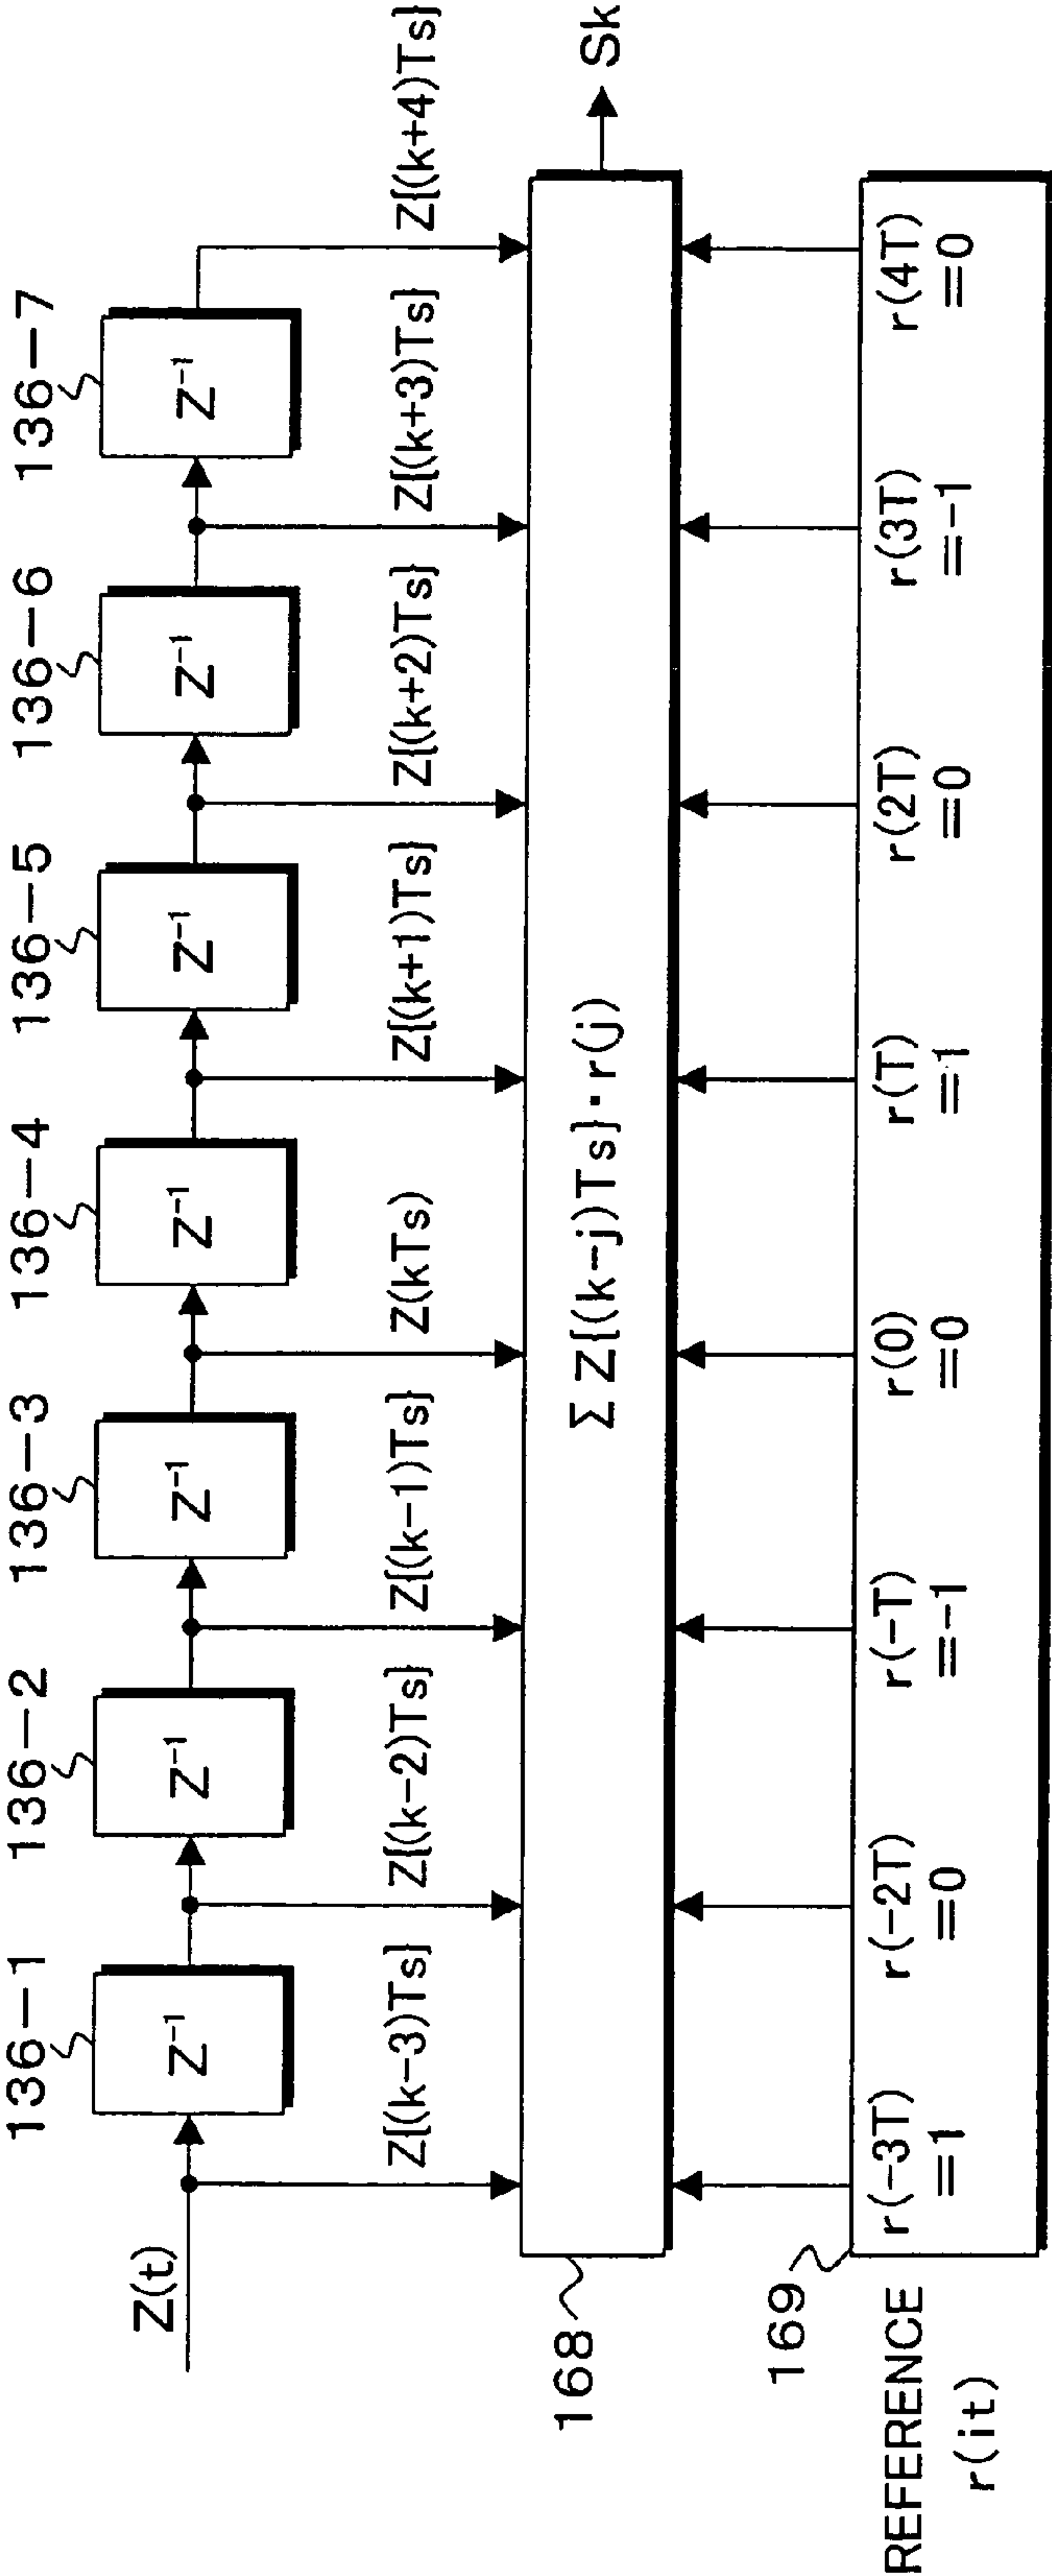 136-1
136-2
136-3
136-4
136-5
136-6
136-7
Z(t)
Z⁻¹
Z⁻¹
Z⁻¹
Z⁻¹
Z⁻¹
Z⁻¹
Z⁻¹
Z{(k-3)Ts}
Z{(k-2)Ts}
Z{(k-1)Ts}
Z(kTs)
Z{(k+1)Ts}
Z{(k+2)Ts}
Z{(k+3)Ts}
Z{(k+4)Ts}
168
Σ Z{(k-j)Ts}・r(j)
Sk
169
REFERENCE
r(it)
r(-3T)
=1
r(-2T)
=0
r(-T)
=-1
r(0)
=0
r(T)
=1
r(2T)
=0
r(3T)
=-1
r(4T)
=0